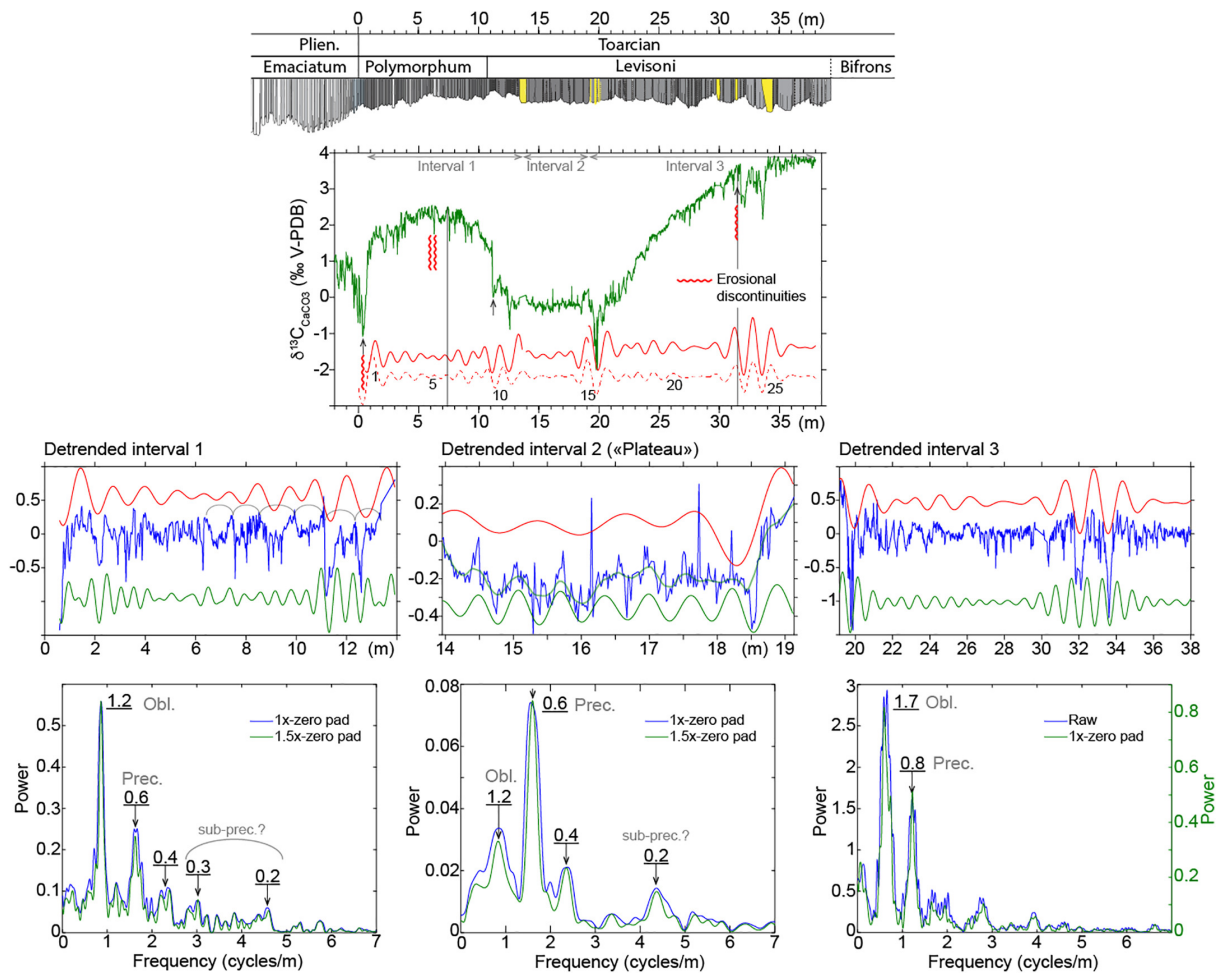 0 5 10 15 20 25 30 35 (m)
Plien. Toarcian
Emaciatum Polymorphum Levisoni Bifrons
4
Interval 1 Interval 2 Interval 3
3
2
1
0
-1
-2
δ¹³C CaCO3 (‰ V-PDB)
Erosional
discontinuities
1 5 10 15 20 25
0 5 10 15 20 25 30 35 (m)
Detrended interval 1
0.5
0
-0.5
0 2 4 6 8 10 12 (m)
Detrended interval 2 («Plateau»)
0.2
0
-0.2
-0.4
14 15 16 17 18 (m) 19
Detrended interval 3
0.5
0
-0.5
-1
20 22 24 26 28 30 32 34 36 38
1.2 Obl.
Prec.
0.6
0.4
0.3
sub-prec.?
0.2
1x-zero pad
1.5x-zero pad
Power
0.5
0.4
0.3
0.2
0.1
0
0 1 2 3 4 5 6 7
Frequency (cycles/m)
0.6 Prec.
Obl.
1.2
0.4
sub-prec.?
0.2
1x-zero pad
1.5x-zero pad
Power
0.08
0.06
0.04
0.02
0
0 1 2 3 4 5 6 7
Frequency (cycles/m)
1.7 Obl.
0.8 Prec.
Raw
1x-zero pad
Power
3
2.5
2
1.5
1
0.5
0
0 1 2 3 4 5 6
Frequency (cycles/m)
0.8
0.6
0.4
0.2
0
Power